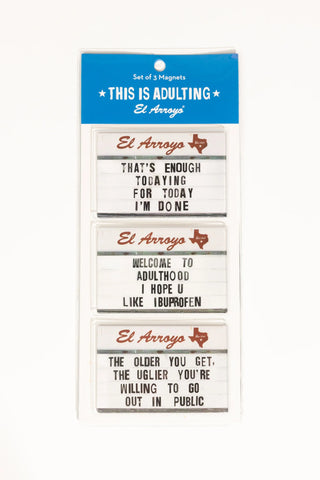 Set of 3 Magnets
★ THIS IS ADULTING ★
El Arroyo®
El Arroyo
THAT'S ENOUGH
TODAYING
FOR TODAY
I'M DONE
El Arroyo
WELCOME TO
ADULTHOOD
I HOPE U
LIKE IBUPROFEN
El Arroyo
THE OLDER YOU GET,
THE UGLIER YOU'RE
WILLING TO GO
OUT IN PUBLIC